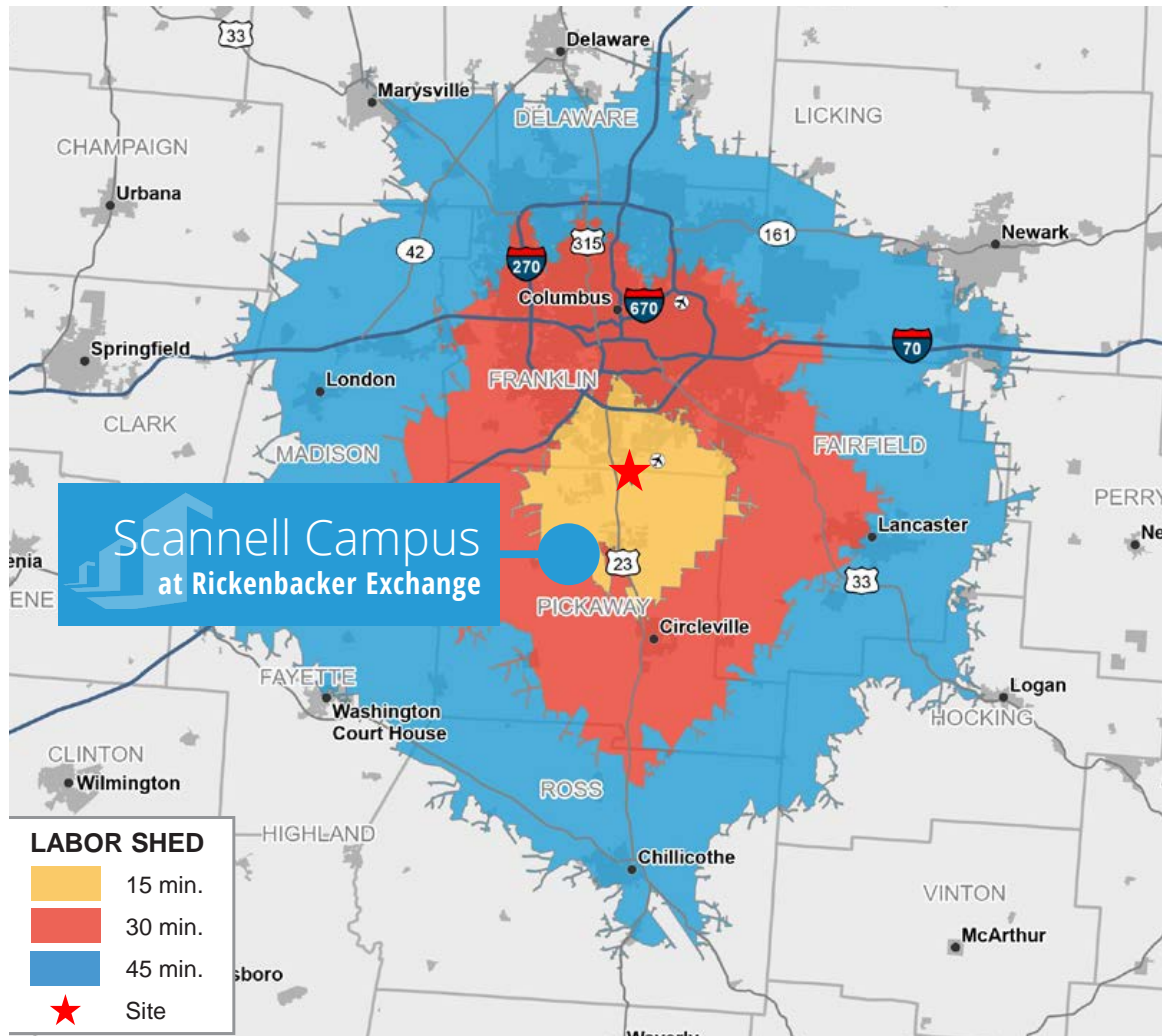 33
Delaware
Marysville
DELAWARE
LICKING
CHAMPAIGN
Urbana
42
315
161
Newark
270
Columbus
670
Springfield
70
London
FRANKLIN
CLARK
MADISON
FAIRFIELD
PERRY
Scannell Campus
at Rickenbacker Exchange
Lancaster
Ne
enia
23
33
ENE
PICKAWAY
Circleville
FAYETTE
Logan
HOCKING
Washington
Court House
CLINTON
Wilmington
ROSS
HIGHLAND
LABOR SHED
15 min.
30 min.
45 min.
Site
Chillicothe
VINTON
McArthur
sboro